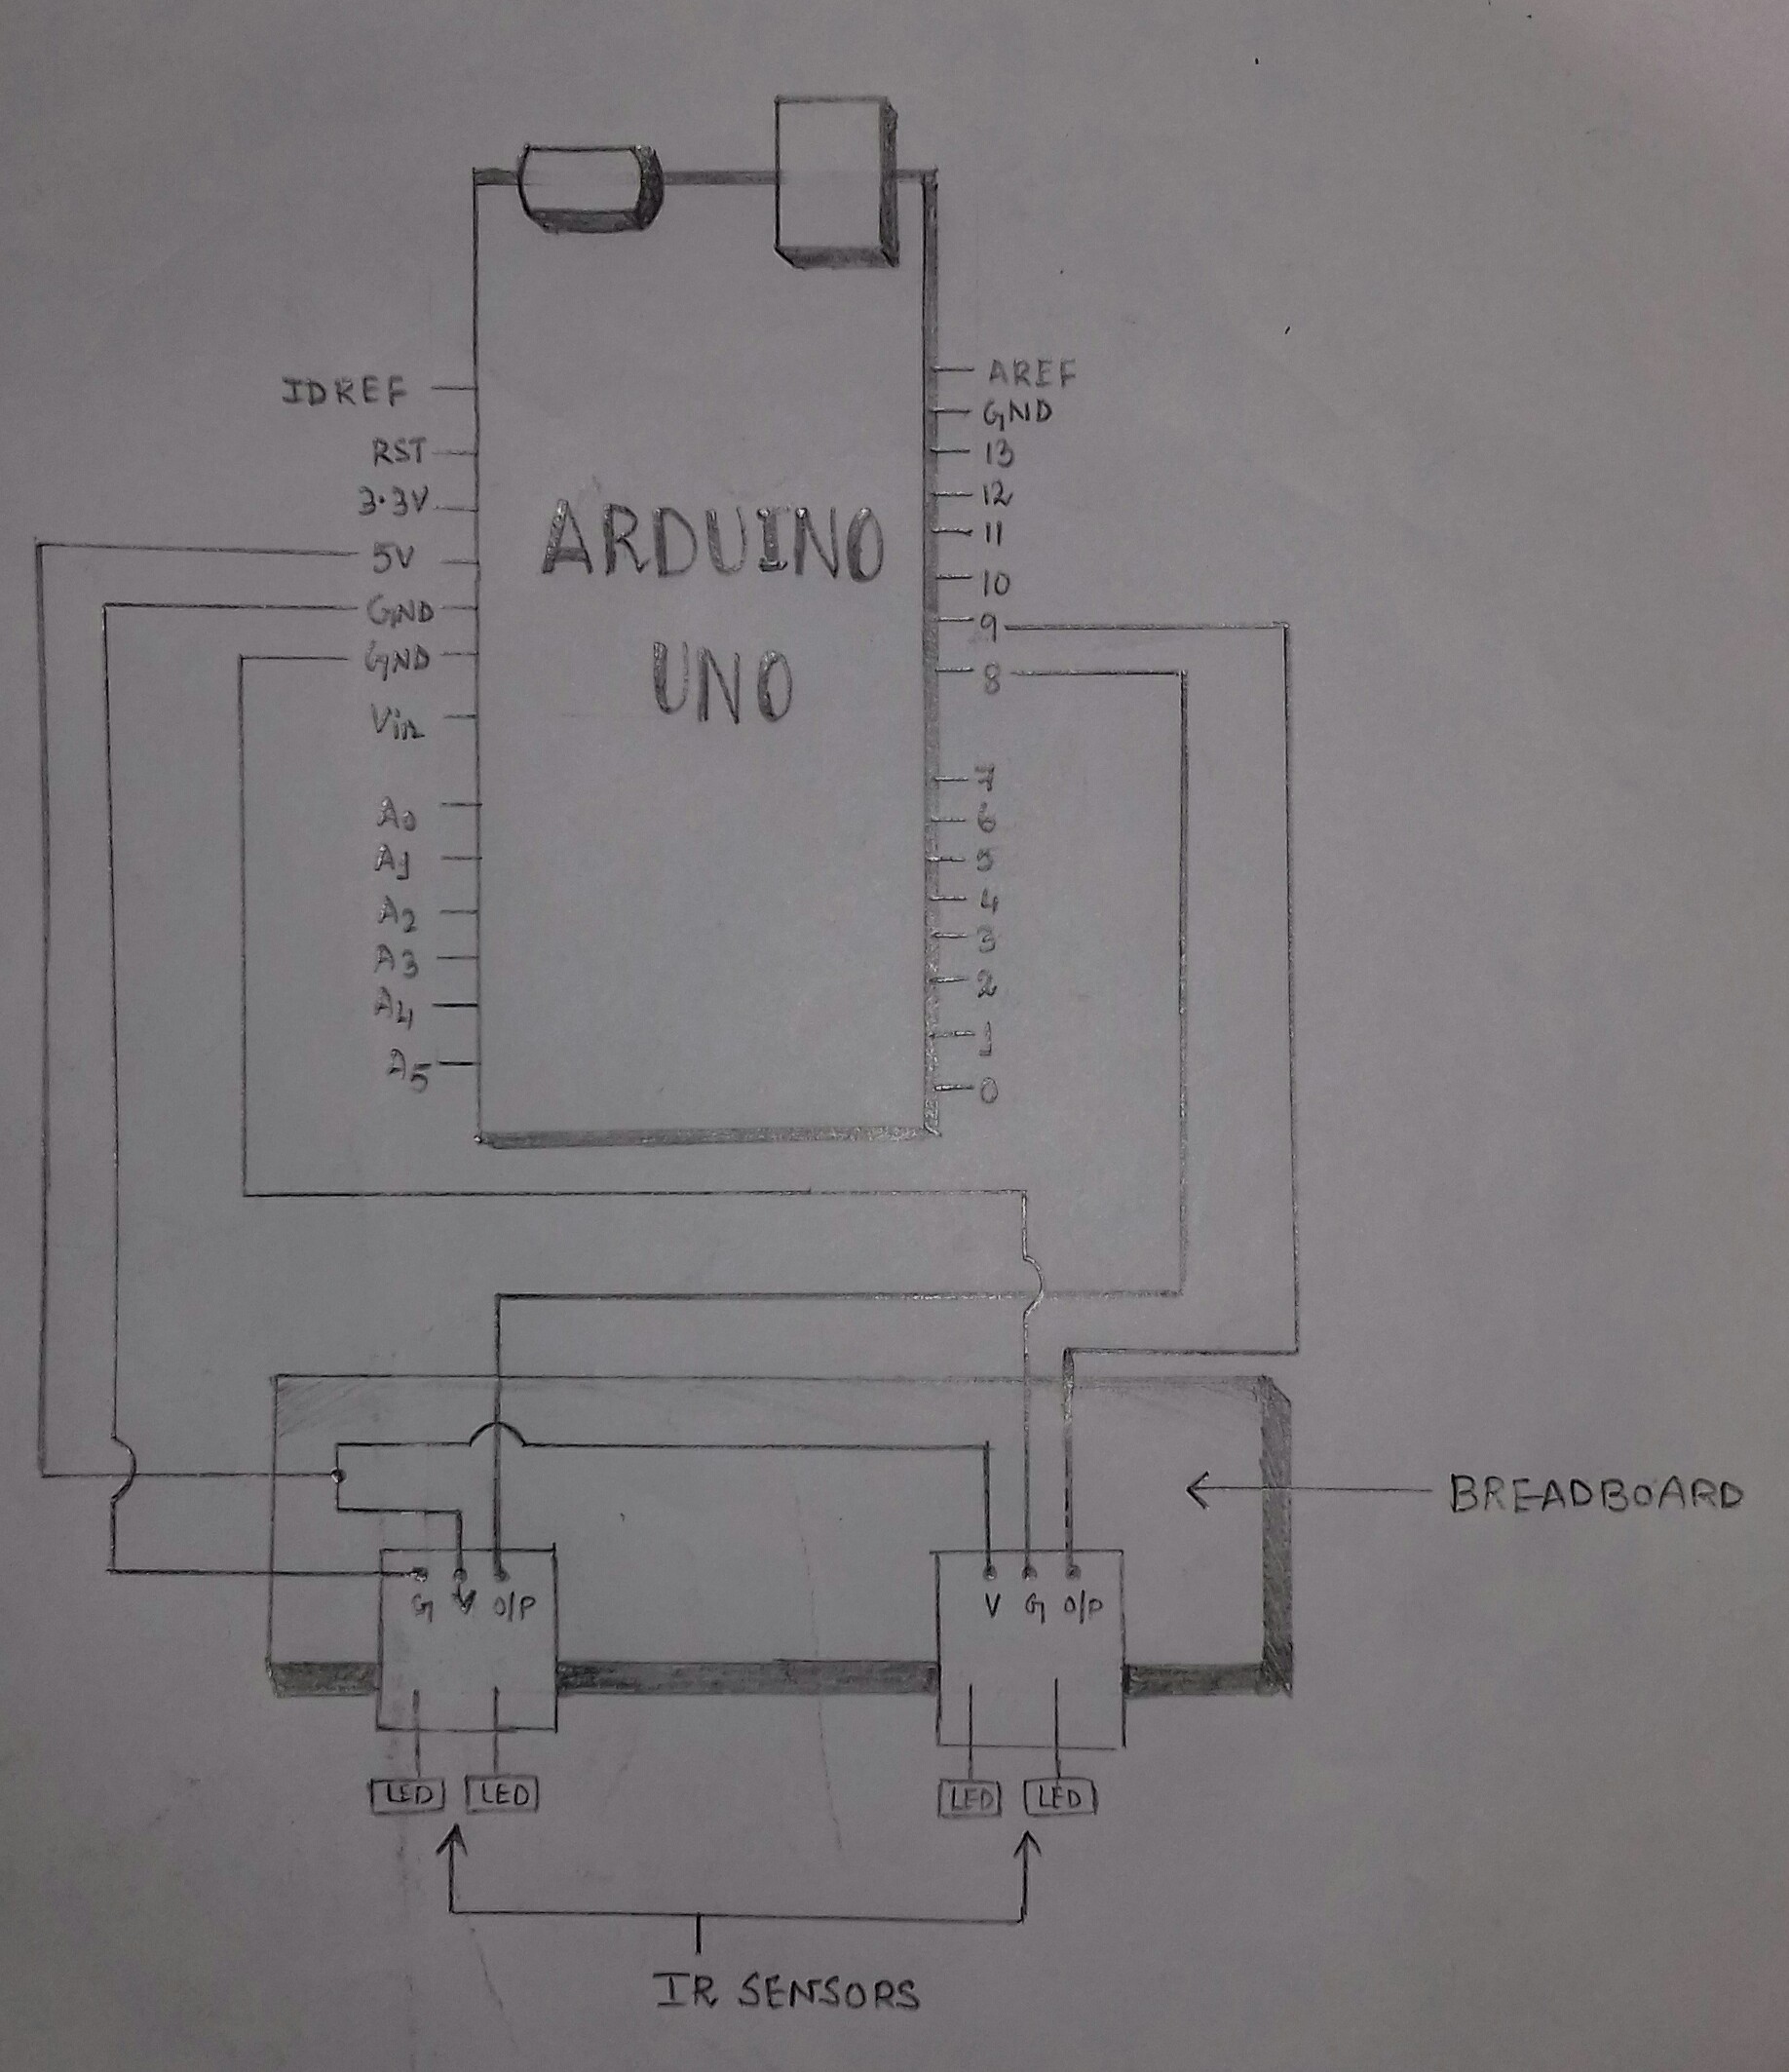 IDREF
RST
3.3V
5V
GND
GND
Vin
A0
A1
A2
A3
A4
A5
ARDUINO
UNO
AREF
GND
13
12
11
10
9
8
7
6
5
4
3
2
1
0
BREADBOARD
G V O/P
V G O/P
LED LED
LED LED
IR SENSORS